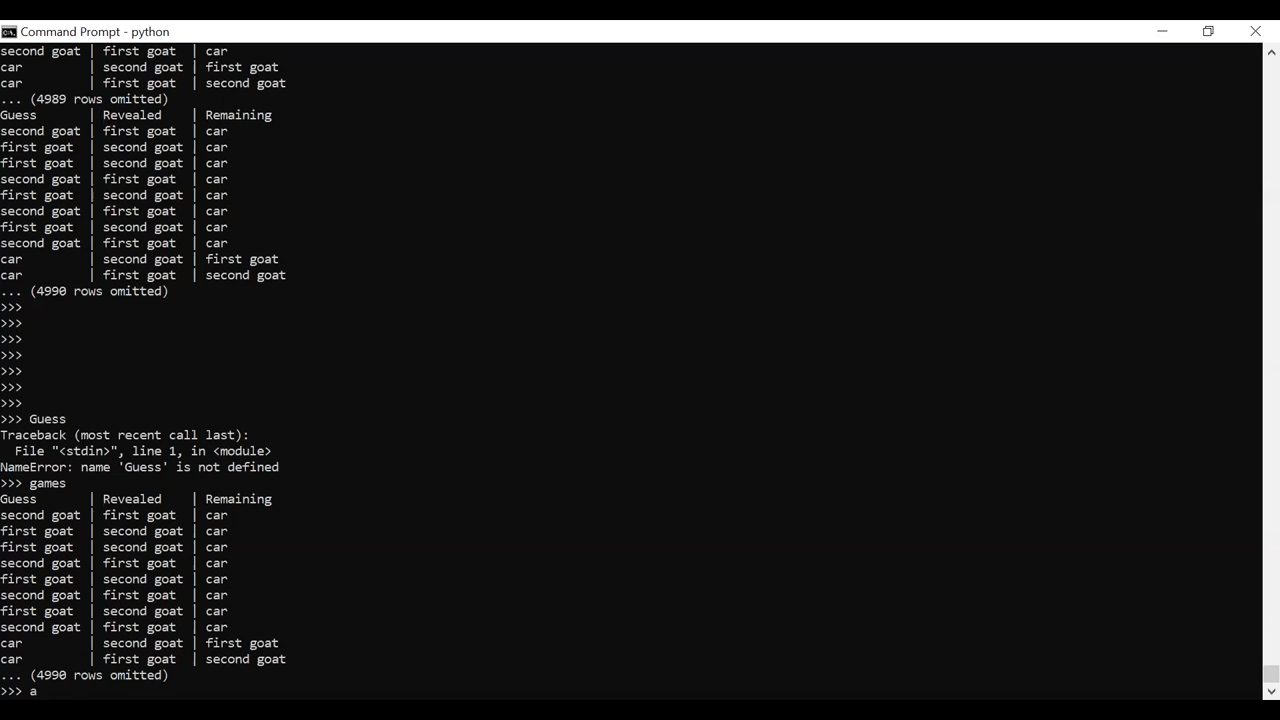 Command Prompt - python
second goat | first goat  | car
car         | second goat | first goat
car         | first goat  | second goat
... (4989 rows omitted)
Guess       | Revealed    | Remaining
second goat | first goat  | car
first goat  | second goat | car
first goat  | second goat | car
second goat | first goat  | car
first goat  | second goat | car
second goat | first goat  | car
first goat  | second goat | car
second goat | first goat  | car
car         | second goat | first goat
car         | first goat  | second goat
... (4990 rows omitted)
>>>
>>>
>>>
>>>
>>>
>>>
>>>
>>> Guess
Traceback (most recent call last):
  File "<stdin>", line 1, in <module>
NameError: name 'Guess' is not defined
>>> games
Guess       | Revealed    | Remaining
second goat | first goat  | car
first goat  | second goat | car
first goat  | second goat | car
second goat | first goat  | car
first goat  | second goat | car
second goat | first goat  | car
first goat  | second goat | car
second goat | first goat  | car
car         | second goat | first goat
car         | first goat  | second goat
... (4990 rows omitted)
>>> a